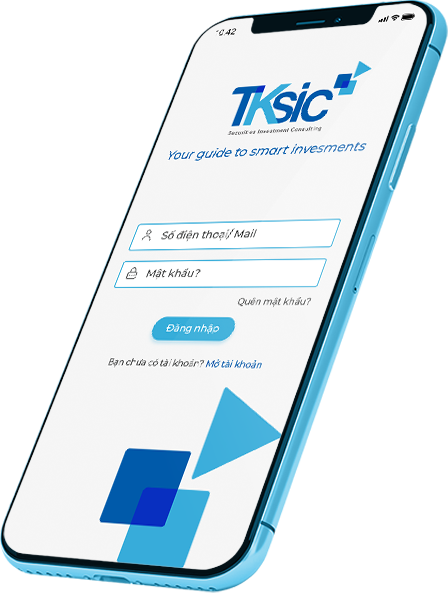 10.42
TKsic
Securities Investment Consulting
Your guide to smart invesments
Số điện thoại/ Mail
Mật khẩu?
Quên mật khẩu?
Đăng nhập
Bạn chưa có tài khoản? Mở tài khoản